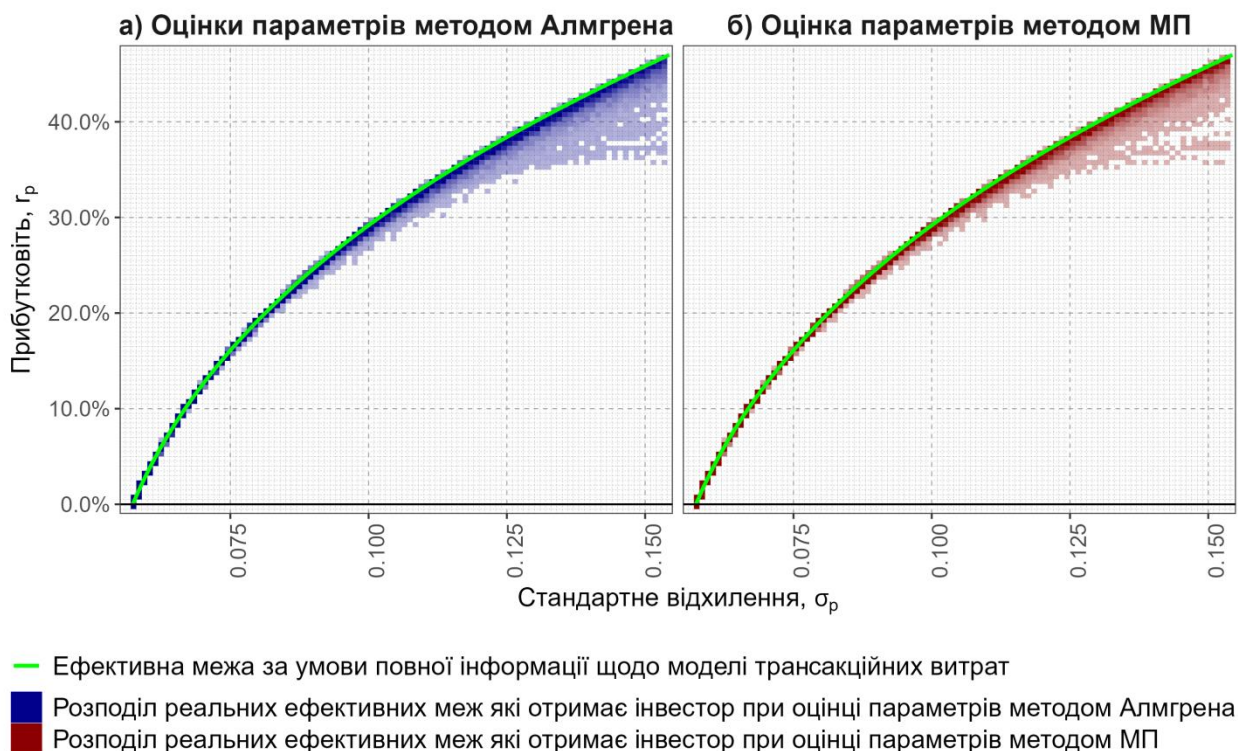 а) Оцінки параметрів методом Алмгрена
б) Оцінка параметрів методом МП
Прибутковіть, rₚ
40.0%
30.0%
20.0%
10.0%
0.0%
0.075
0.100
0.125
0.150
0.075
0.100
0.125
0.150
Стандартне відхилення, σₚ
Ефективна межа за умови повної інформації щодо моделі трансакційних витрат
Розподіл реальних ефективних меж які отримає інвестор при оцінці параметрів методом Алмгрена
Розподіл реальних ефективних меж які отримає інвестор при оцінці параметрів методом МП